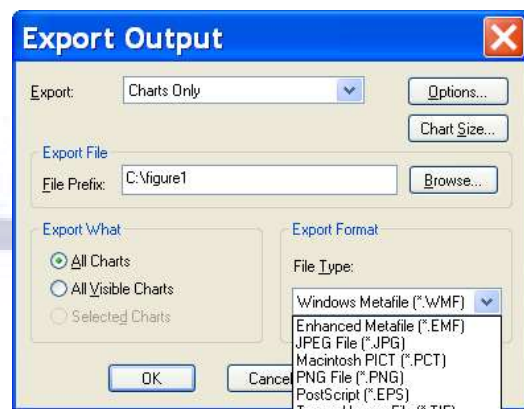 Export Output
Export: Charts Only
Options...
Chart Size...
Export File
File Prefix: C:\figure1
Browse...
Export What
All Charts
All Visible Charts
Selected Charts
Export Format
File Type:
Windows Metafile (*.WMF)
Enhanced Metafile (*.EMF)
JPEG File (*.JPG)
Macintosh PICT (*.PCT)
PNG File (*.PNG)
PostScript (*.EPS)
OK
Cancel